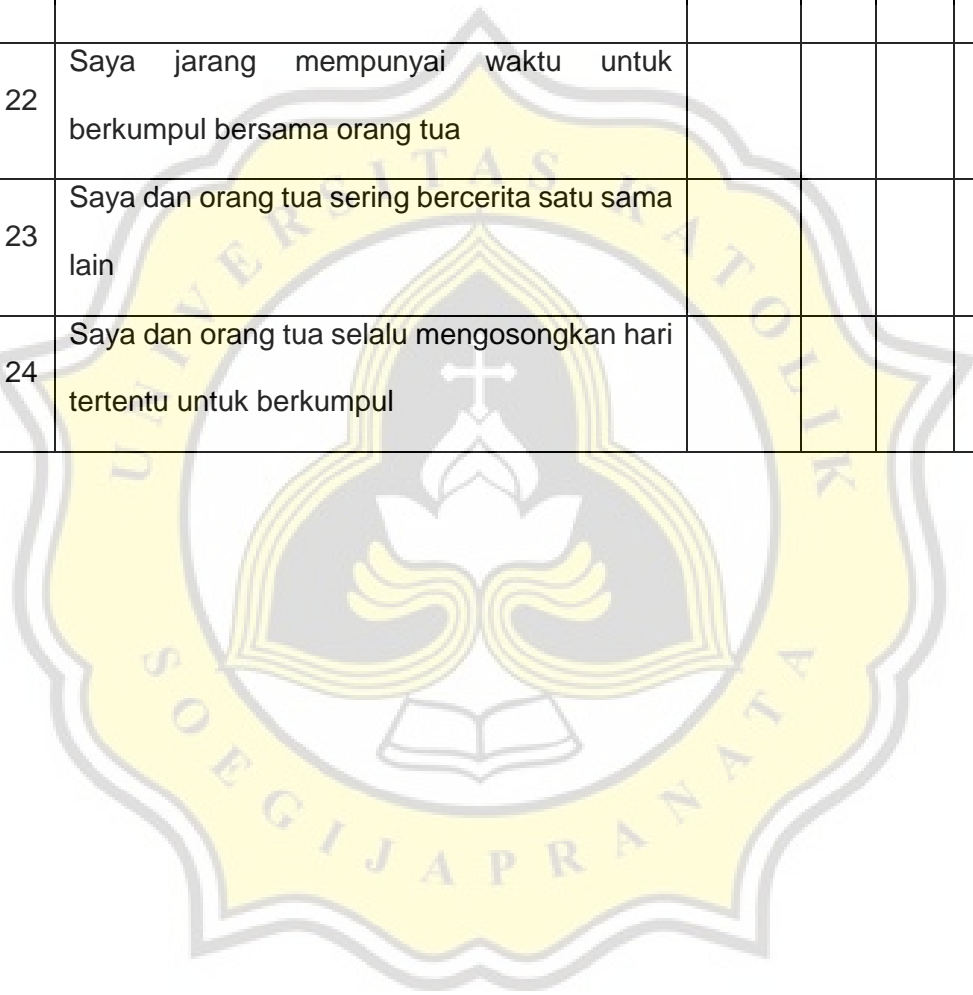 22
Saya jarang mempunyai waktu untuk
berkumpul bersama orang tua
23
Saya dan orang tua sering bercerita satu sama
lain
24
Saya dan orang tua selalu mengosongkan hari
tertentu untuk berkumpul
UNIVERSITAS KATOLIK
SOEGIJAPRANATA